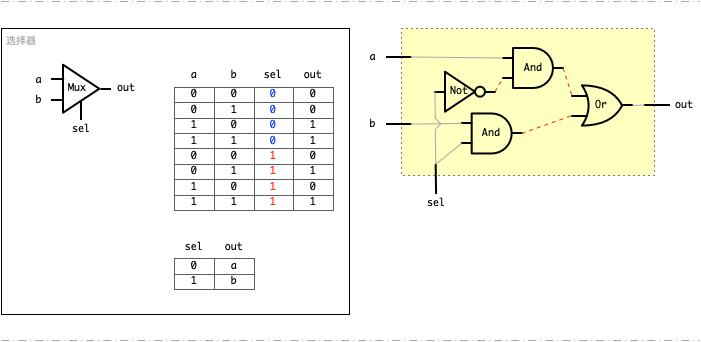 选择器
a
b
Mux
out
sel
a b sel out
0 0 0 0
0 1 0 0
1 0 0 1
1 1 0 1
0 0 1 0
0 1 1 1
1 0 1 0
1 1 1 1
sel out
0 a
1 b
a
And
Not
Or
out
b
And
sel